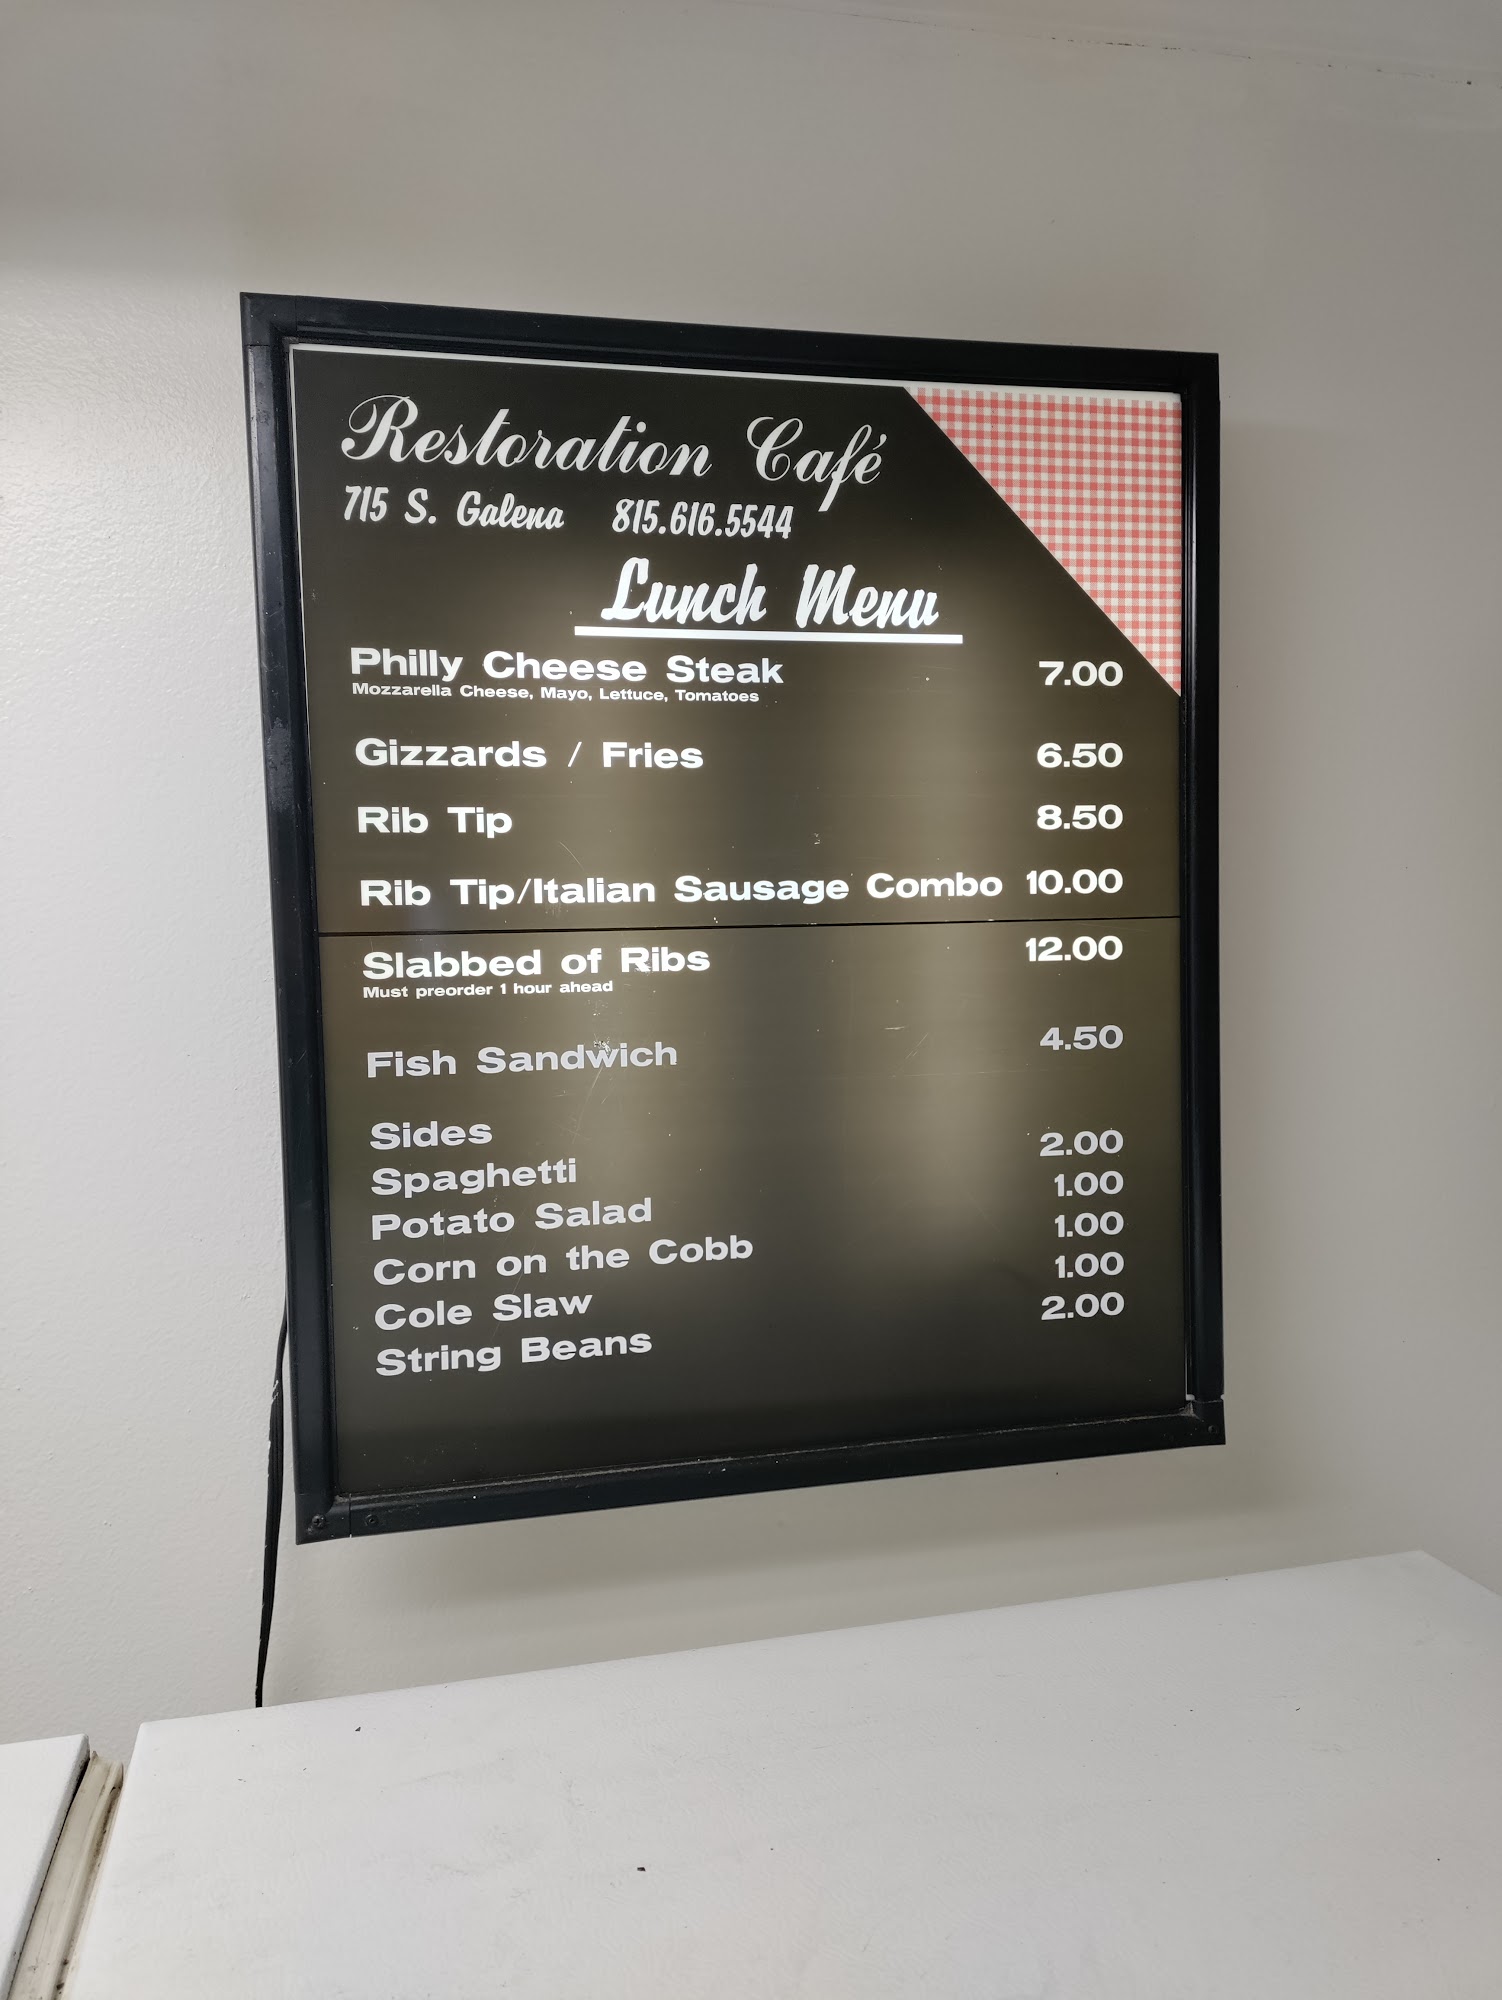 Restoration Café
715 S. Galena 815.616.5544
Lunch Menu
Philly Cheese Steak 7.00
Mozzarella Cheese, Mayo, Lettuce, Tomatoes
Gizzards / Fries 6.50
Rib Tip 8.50
Rib Tip/Italian Sausage Combo 10.00
Slabbed of Ribs 12.00
Must preorder 1 hour ahead
Fish Sandwich 4.50
Sides
Spaghetti 2.00
Potato Salad 1.00
Corn on the Cobb 1.00
Cole Slaw 1.00
String Beans 2.00